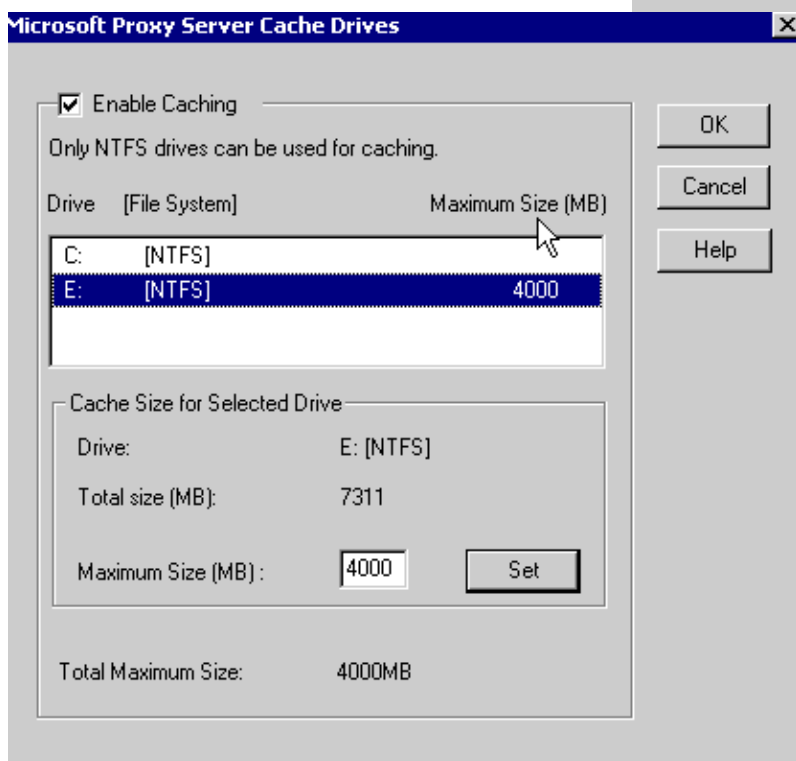 Microsoft Proxy Server Cache Drives
Enable Caching
OK
Only NTFS drives can be used for caching.
Cancel
Drive [File System] Maximum Size (MB)
Help
C: [NTFS]
E: [NTFS] 4000
Cache Size for Selected Drive
Drive: E: [NTFS]
Total size (MB): 7311
Maximum Size (MB) : 4000 Set
Total Maximum Size: 4000MB